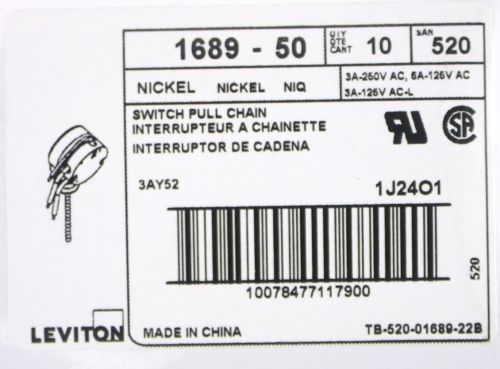 1689 - 50
QTY
QTE
CANT
10
SAN
520
NICKEL NICKEL NIQ
3A-250V AC, 6A-125V AC
3A-125V AC-L
SWITCH PULL CHAIN
INTERRUPTEUR A CHAINETTE
INTERRUPTOR DE CADENA
3AY52
1J24O1
10078477117900
520
LEVITON
MADE IN CHINA
TB-520-01689-22B